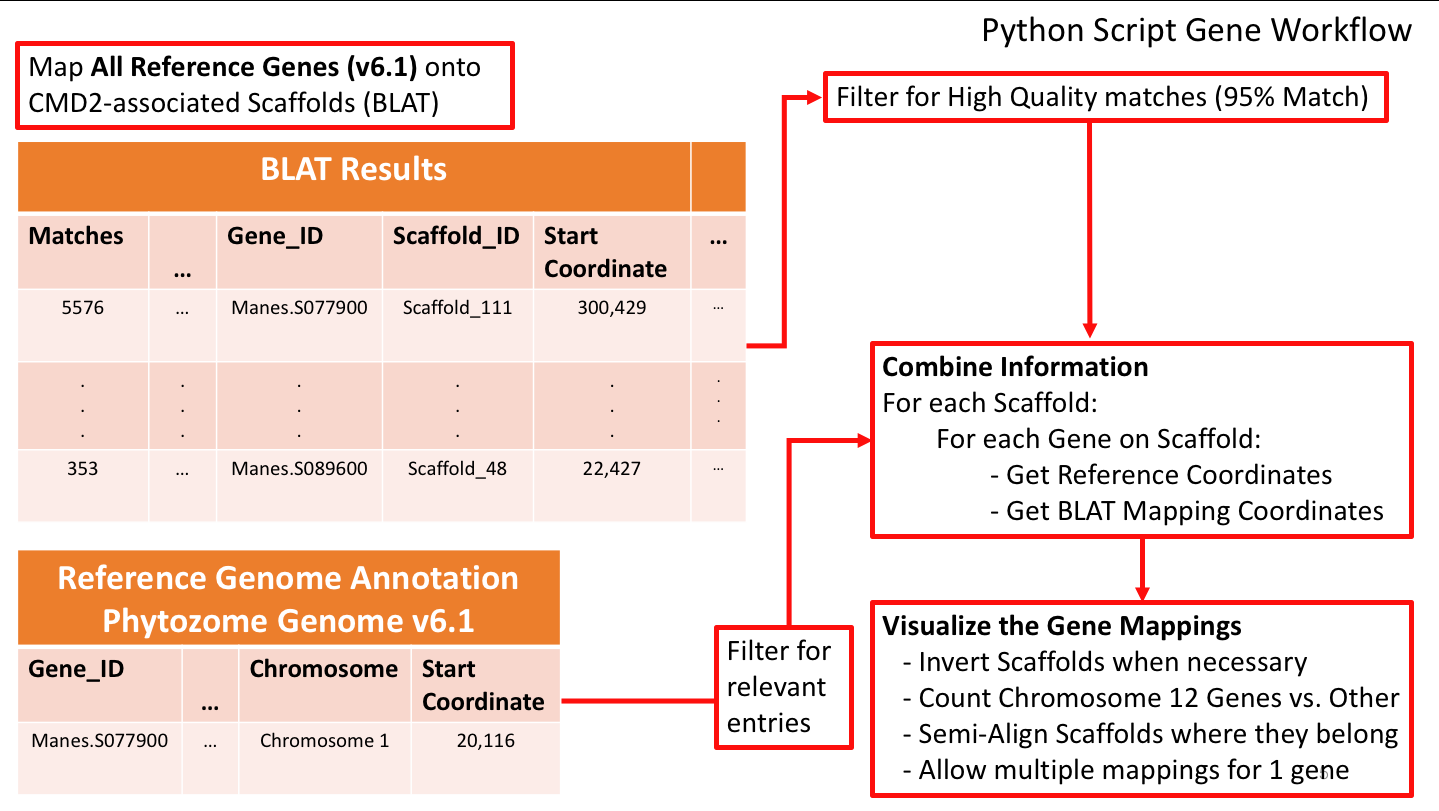 Python Script Gene Workflow
Map All Reference Genes (v6.1) onto
CMD2-associated Scaffolds (BLAT)
BLAT Results
Matches ... Gene_ID Scaffold_ID Start Coordinate ...
5576 ... Manes.S077900 Scaffold_111 300,429 ...
. . . . . .
. . . . . .
. . . . . .
353 ... Manes.S089600 Scaffold_48 22,427 ...
Reference Genome Annotation
Phytozome Genome v6.1
Gene_ID ... Chromosome Start Coordinate
Manes.S077900 ... Chromosome 1 20,116
Filter for High Quality matches (95% Match)
Filter for
relevant
entries
Combine Information
For each Scaffold:
For each Gene on Scaffold:
- Get Reference Coordinates
- Get BLAT Mapping Coordinates
Visualize the Gene Mappings
- Invert Scaffolds when necessary
- Count Chromosome 12 Genes vs. Other
- Semi-Align Scaffolds where they belong
- Allow multiple mappings for 1 gene